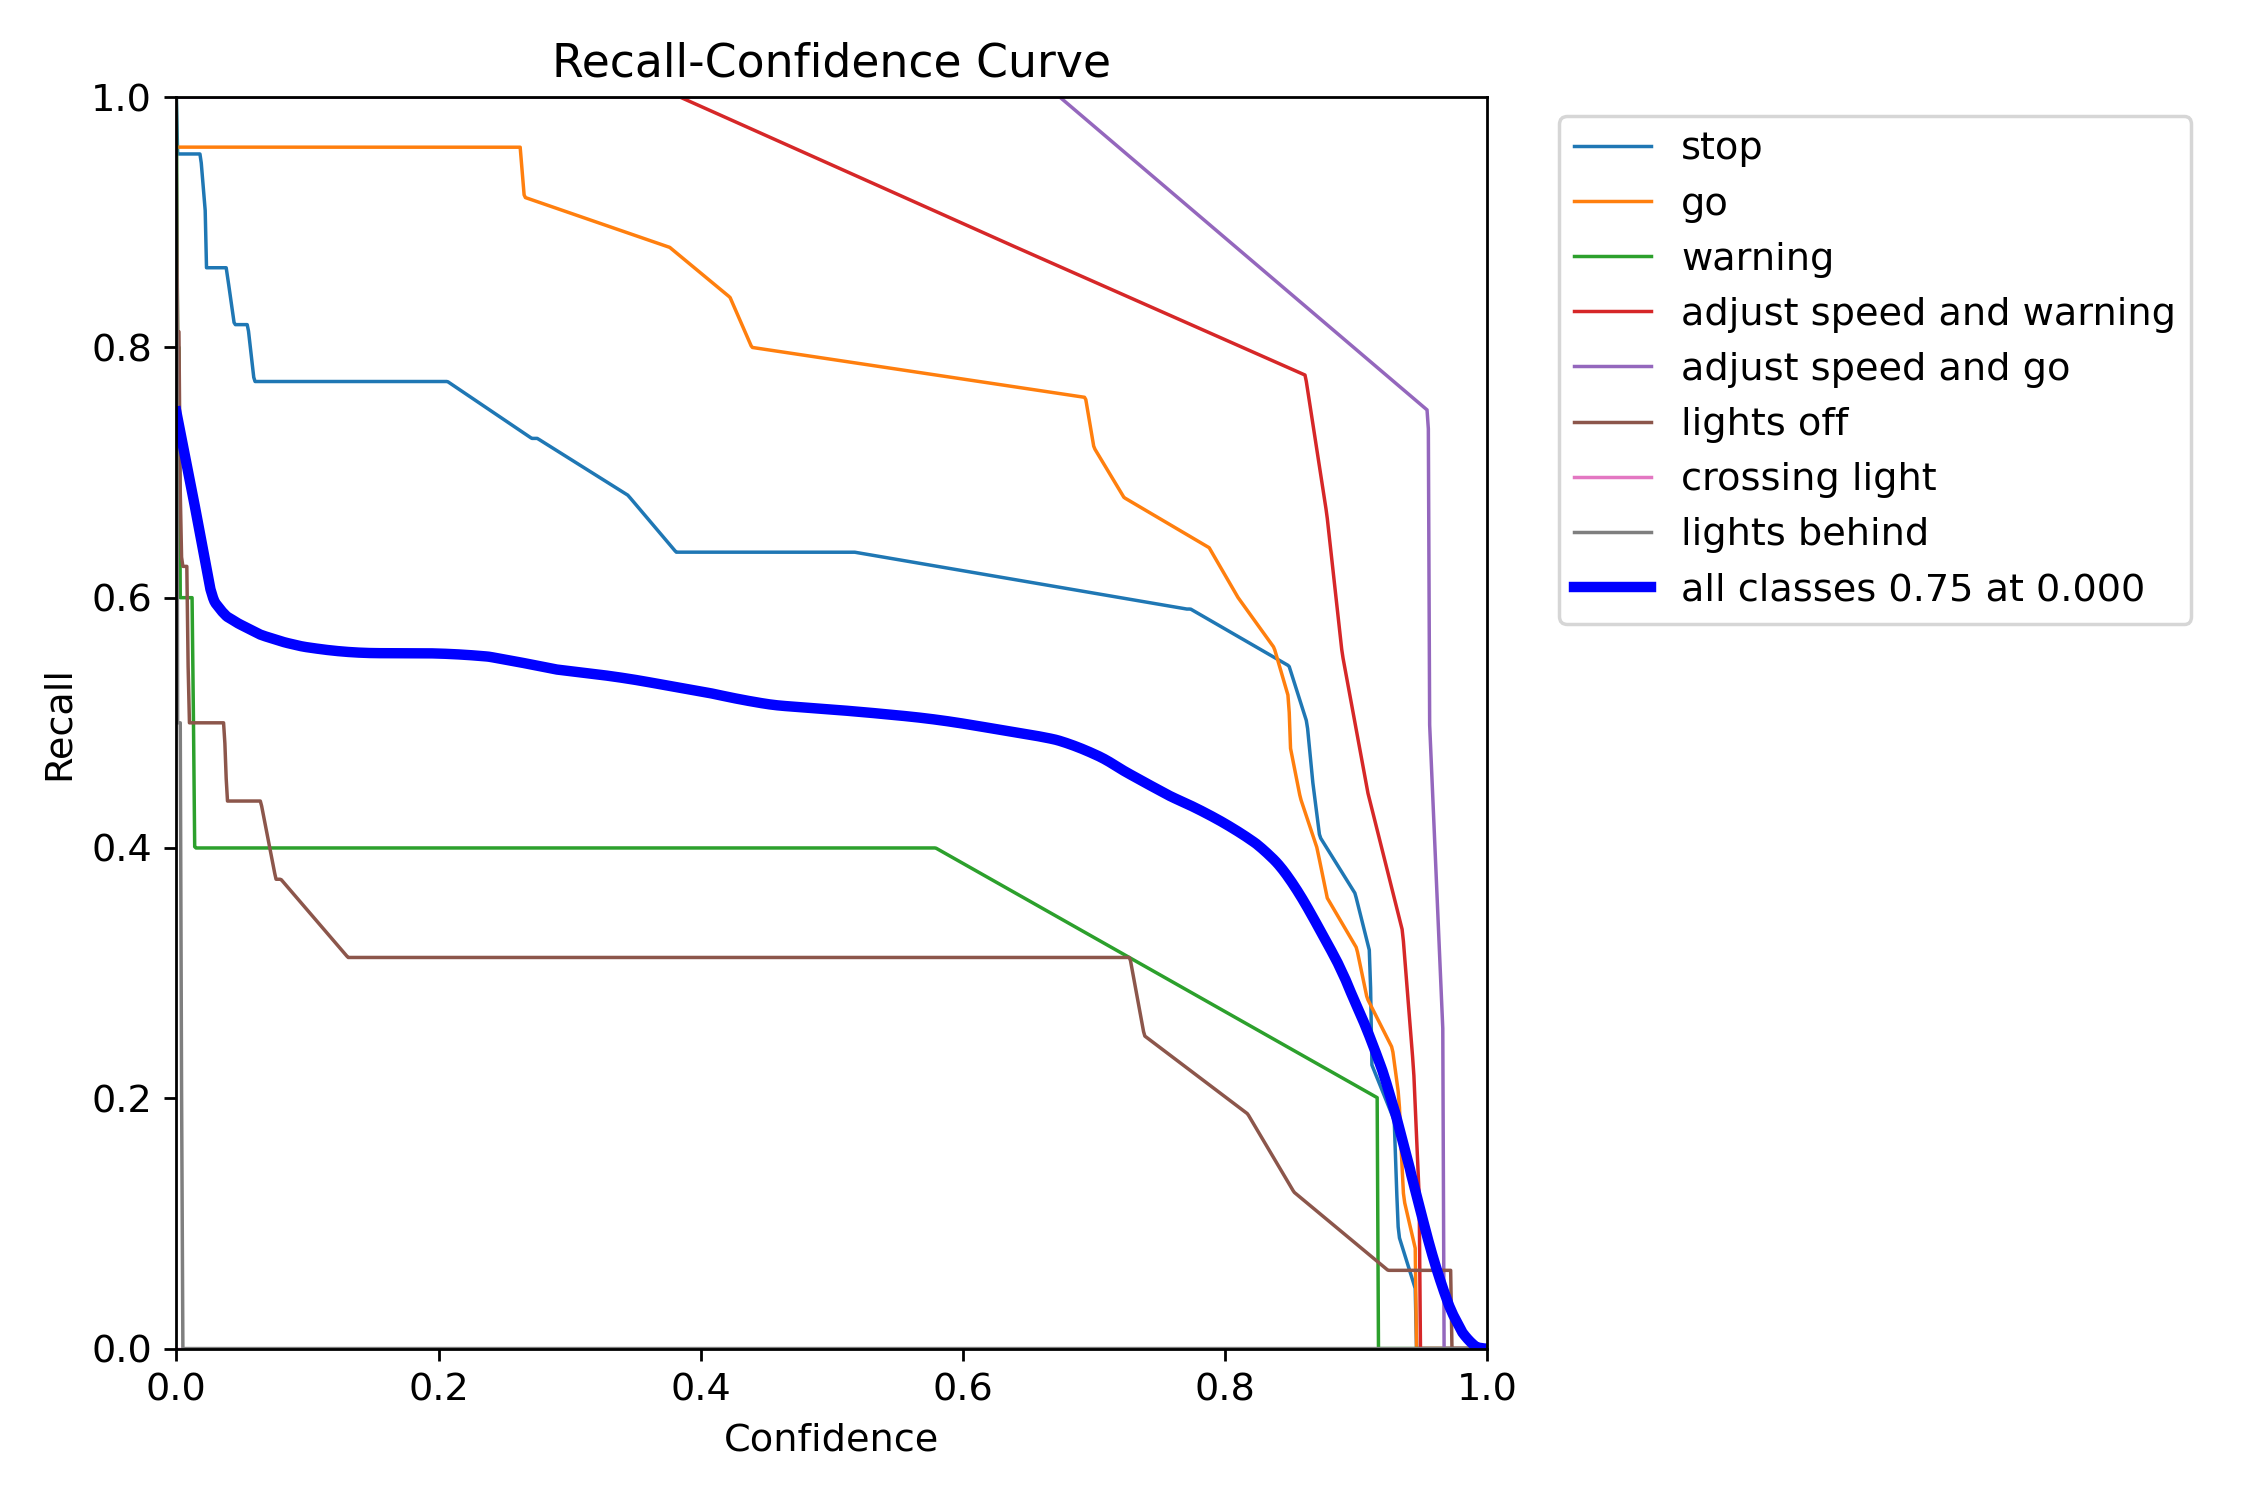 Recall-Confidence Curve
1.0
0.8
0.6
0.4
0.2
0.0
Recall
0.0 0.2 0.4 0.6 0.8 1.0
Confidence
stop
go
warning
adjust speed and warning
adjust speed and go
lights off
crossing light
lights behind
all classes 0.75 at 0.000